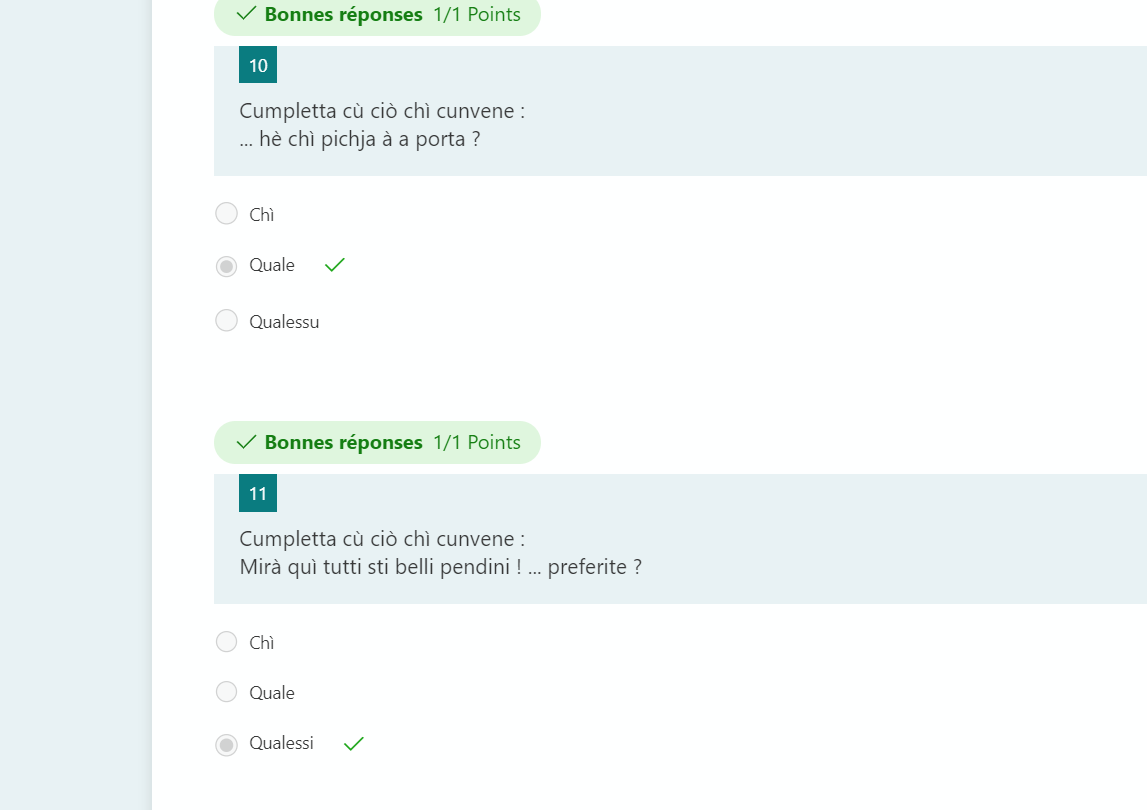 Bonnes réponses 1/1 Points
10
Cumpletta cù ciò chì cunvene :
... hè chì pichja à a porta ?
Chì
Quale
Qualessu
Bonnes réponses 1/1 Points
11
Cumpletta cù ciò chì cunvene :
Mirà quì tutti sti belli pendini ! ... preferite ?
Chì
Quale
Qualessi